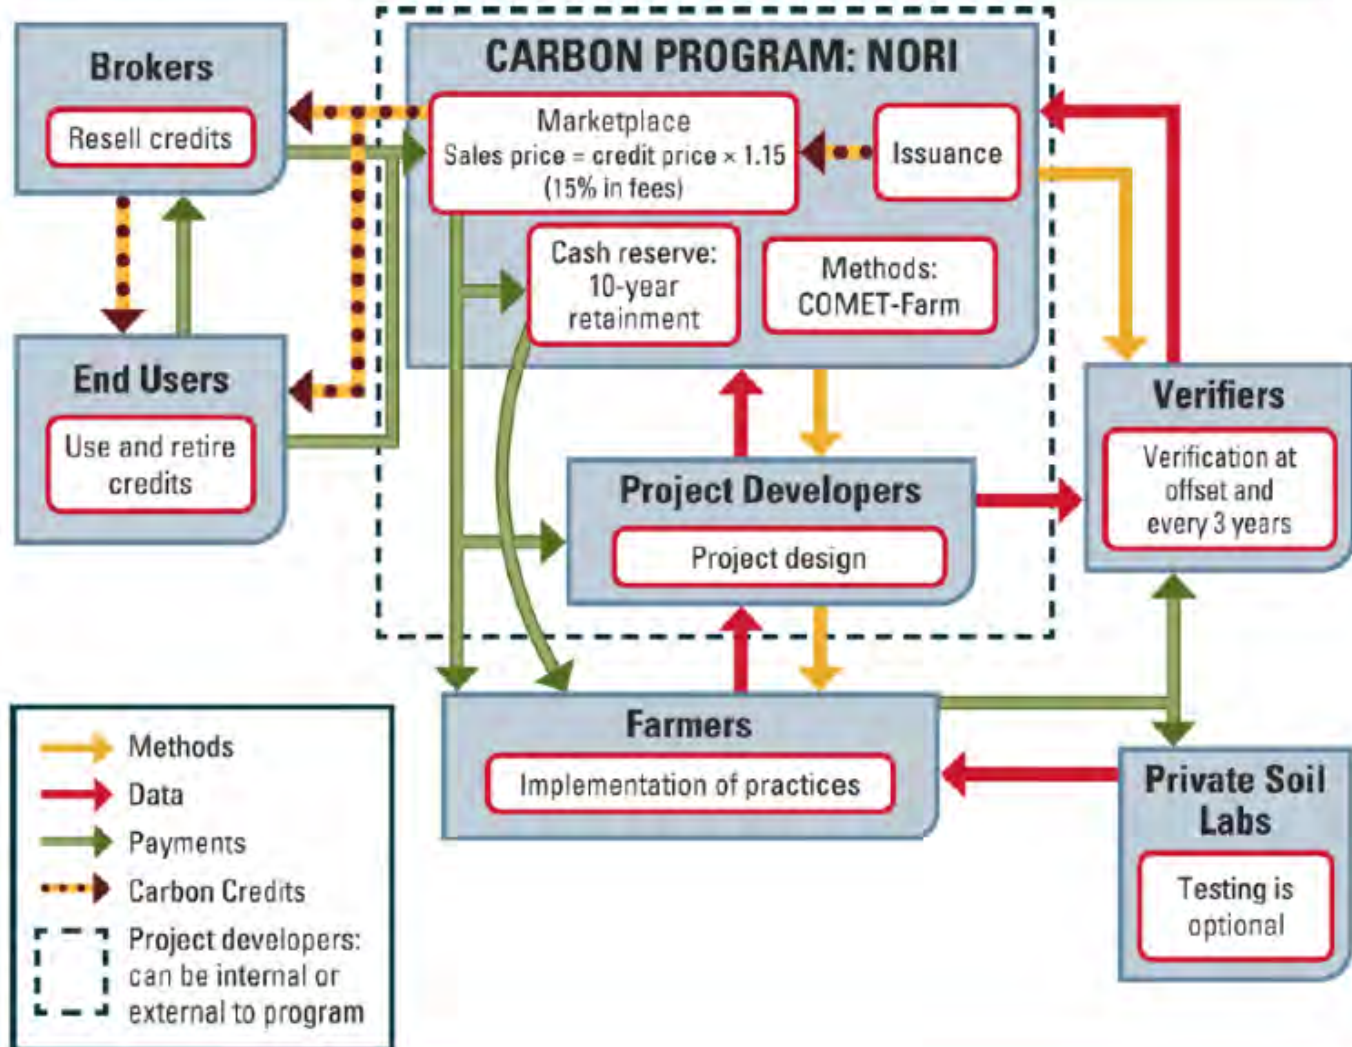 Brokers
Resell credits
CARBON PROGRAM: NORI
Marketplace
Sales price = credit price × 1.15
(15% in fees)
Issuance
Cash reserve:
10-year
retainment
Methods:
COMET-Farm
End Users
Use and retire
credits
Project Developers
Project design
Verifiers
Verification at
offset and
every 3 years
Farmers
Implementation of practices
Private Soil
Labs
Testing is
optional
Methods
Data
Payments
Carbon Credits
Project developers:
can be internal or
external to program